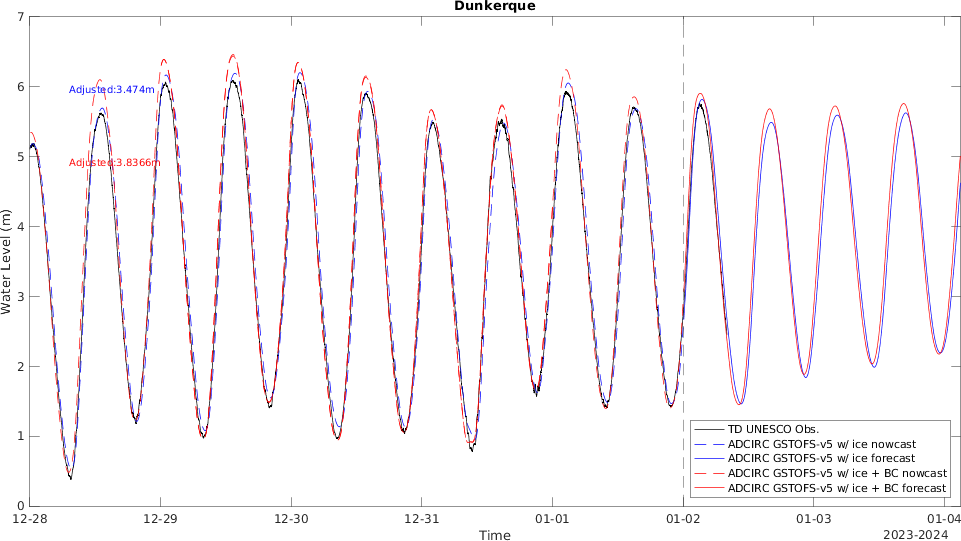 Dunkerque
7
6
5
4
3
2
1
0
Water Level (m)
Adjusted:3.474m
Adjusted:3.8366m
TD UNESCO Obs.
ADCIRC GSTOFS-v5 w/ ice nowcast
ADCIRC GSTOFS-v5 w/ ice forecast
ADCIRC GSTOFS-v5 w/ ice + BC nowcast
ADCIRC GSTOFS-v5 w/ ice + BC forecast
12-28 12-29 12-30 12-31 01-01 01-02 01-03 01-04
Time
2023-2024